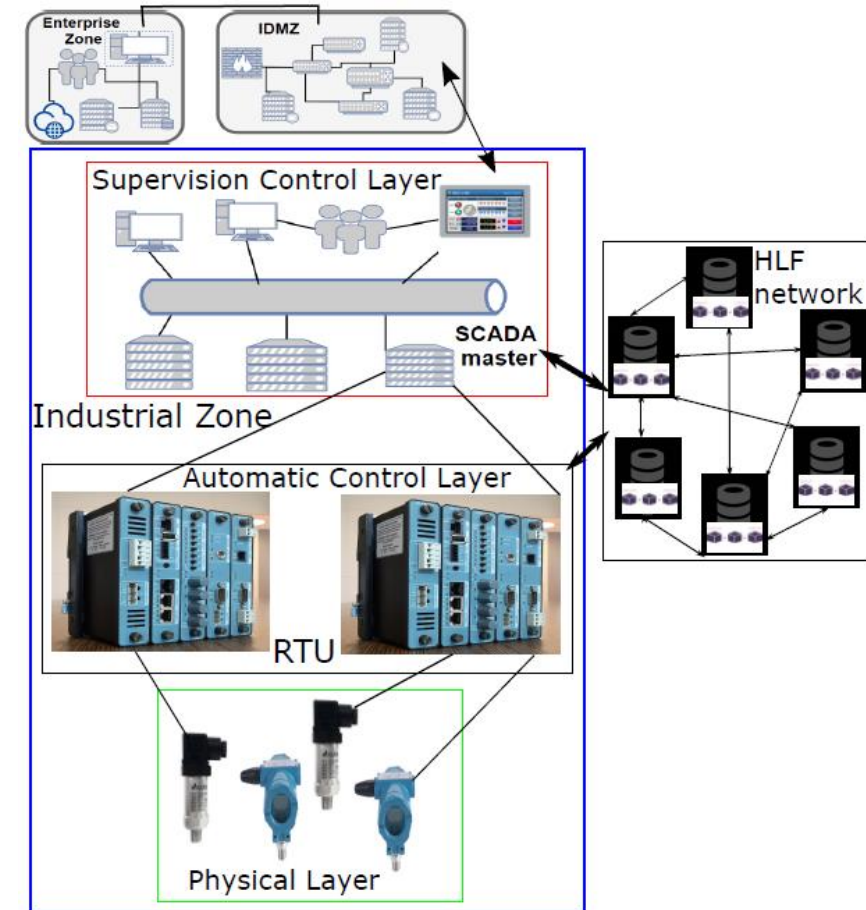 Enterprise
Zone
IDMZ
Supervision Control Layer
HLF
network
SCADA
master
Industrial Zone
Automatic Control Layer
RTU
Physical Layer